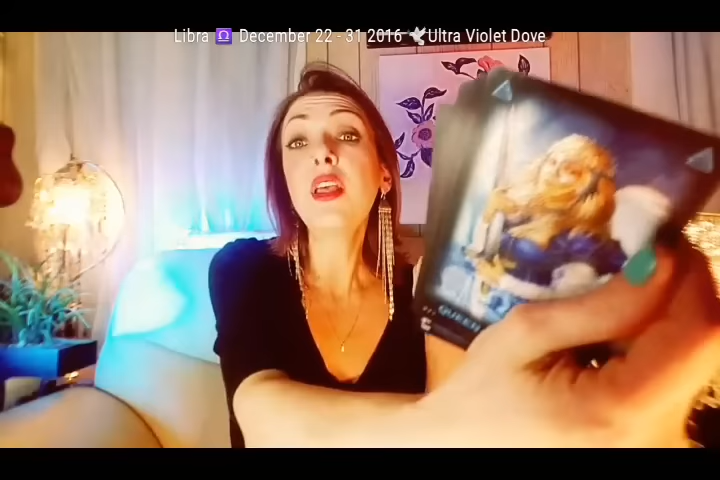 Libra ♎ December 22 - 31 2016 🕊Ultra Violet Dove
QUEEN